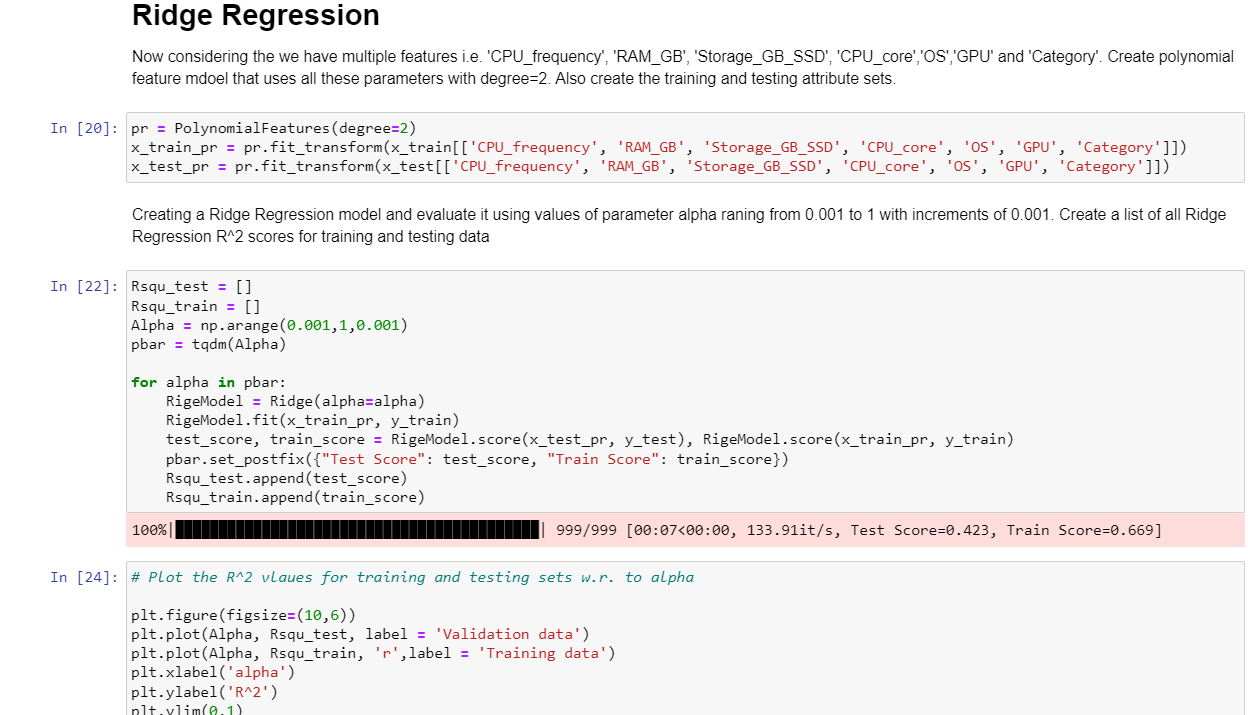 Ridge Regression
Now considering the we have multiple features i.e. 'CPU_frequency', 'RAM_GB', 'Storage_GB_SSD', 'CPU_core','OS','GPU' and 'Category'. Create polynomial
feature mdoel that uses all these parameters with degree=2. Also create the training and testing attribute sets.
In [20]: pr = PolynomialFeatures(degree=2)
x_train_pr = pr.fit_transform(x_train[['CPU_frequency', 'RAM_GB', 'Storage_GB_SSD', 'CPU_core', 'OS', 'GPU', 'Category']])
x_test_pr = pr.fit_transform(x_test[['CPU_frequency', 'RAM_GB', 'Storage_GB_SSD', 'CPU_core', 'OS', 'GPU', 'Category']])
Creating a Ridge Regression model and evaluate it using values of parameter alpha raning from 0.001 to 1 with increments of 0.001. Create a list of all Ridge
Regression R^2 scores for training and testing data
In [22]: Rsqu_test = []
Rsqu_train = []
Alpha = np.arange(0.001,1,0.001)
pbar = tqdm(Alpha)
for alpha in pbar:
    RigeModel = Ridge(alpha=alpha)
    RigeModel.fit(x_train_pr, y_train)
    test_score, train_score = RigeModel.score(x_test_pr, y_test), RigeModel.score(x_train_pr, y_train)
    pbar.set_postfix({"Test Score": test_score, "Train Score": train_score})
    Rsqu_test.append(test_score)
    Rsqu_train.append(train_score)
100%|██████████| 999/999 [00:07<00:00, 133.91it/s, Test Score=0.423, Train Score=0.669]
In [24]: # Plot the R^2 vlaues for training and testing sets w.r. to alpha
plt.figure(figsize=(10,6))
plt.plot(Alpha, Rsqu_test, label = 'Validation data')
plt.plot(Alpha, Rsqu_train, 'r',label = 'Training data')
plt.xlabel('alpha')
plt.ylabel('R^2')
plt.ylim(0,1)